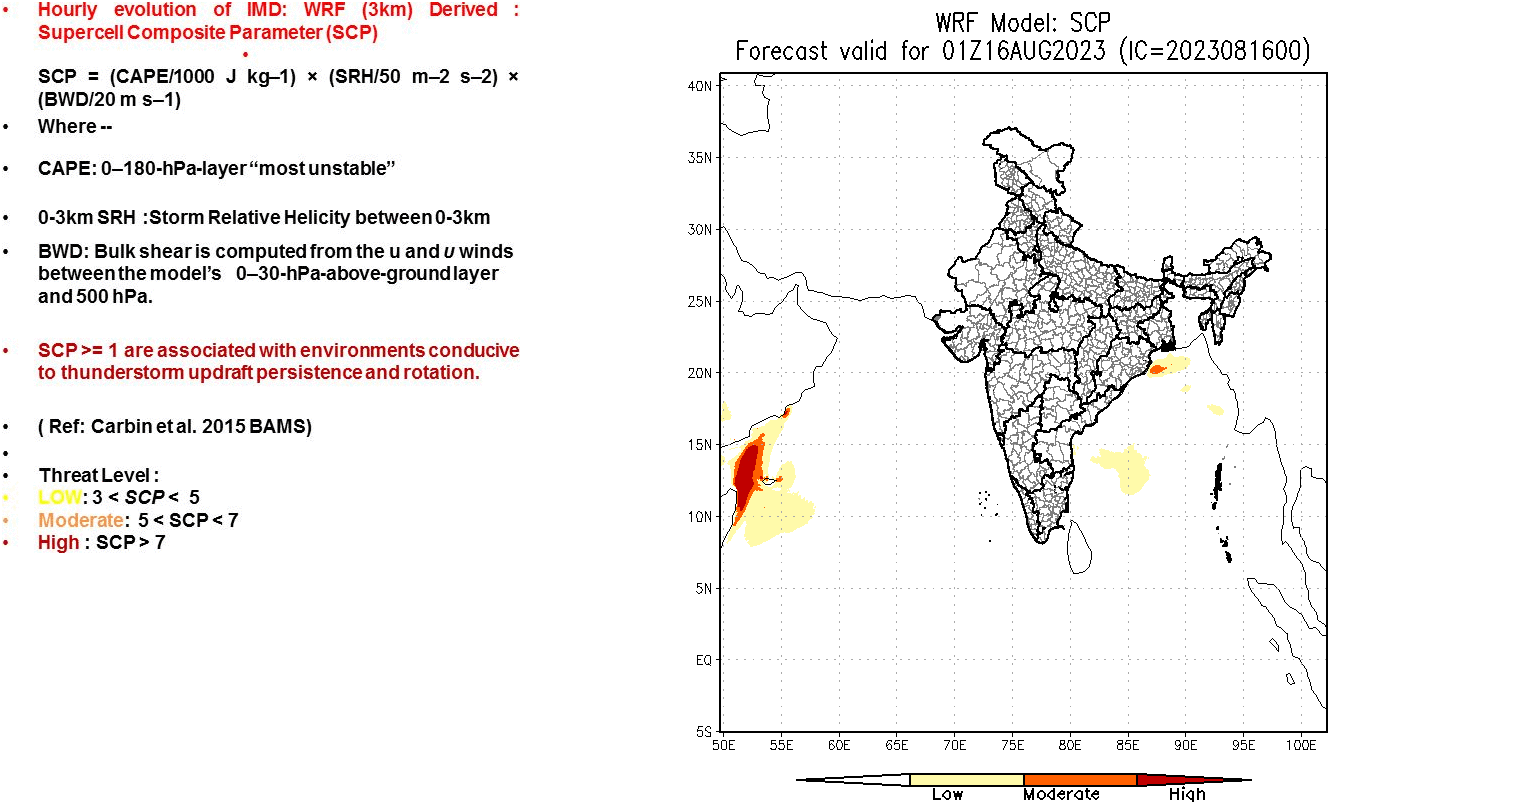 • Hourly evolution of IMD: WRF (3km) Derived :
Supercell Composite Parameter (SCP)
•
SCP = (CAPE/1000 J kg–1) × (SRH/50 m–2 s–2) ×
(BWD/20 m s–1)
• Where --
• CAPE: 0–180-hPa-layer “most unstable”
• 0-3km SRH :Storm Relative Helicity between 0-3km
• BWD: Bulk shear is computed from the u and υ winds
between the model’s 0–30-hPa-above-ground layer
and 500 hPa.
• SCP >= 1 are associated with environments conducive
to thunderstorm updraft persistence and rotation.
• ( Ref: Carbin et al. 2015 BAMS)
•
• Threat Level :
• LOW: 3 < SCP < 5
• Moderate: 5 < SCP < 7
• High : SCP > 7
WRF Model: SCP
Forecast valid for 01Z16AUG2023 (IC=2023081600)
40N
35N
30N
25N
20N
15N
10N
5N
EQ
5S
50E 55E 60E 65E 70E 75E 80E 85E 90E 95E 100E
Low Moderate High